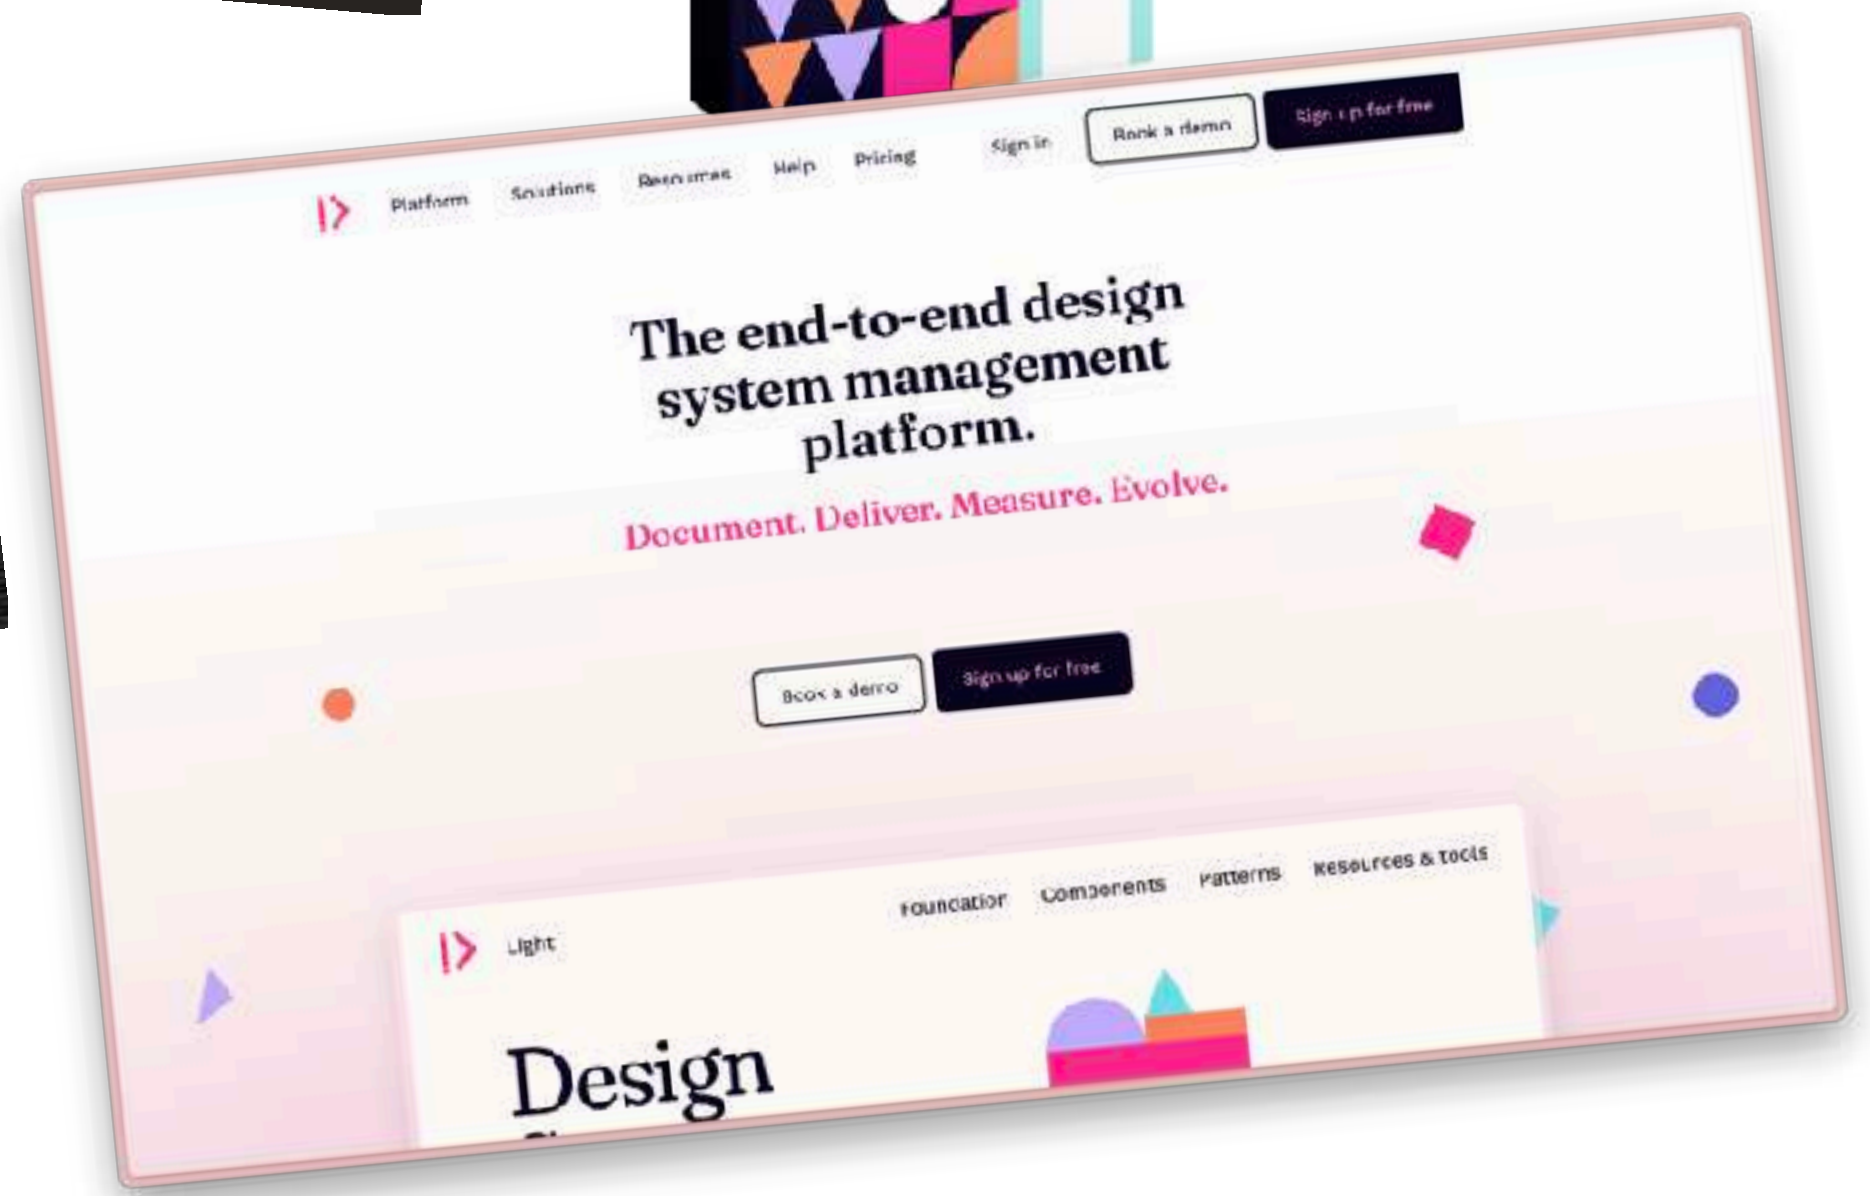 Platform Solutions Resources Help Pricing Sign in Book a demo Sign up for free
The end-to-end design
system management
platform.
Document. Deliver. Measure. Evolve.
Book a demo Sign up for free
Light Foundation Components Patterns Resources & tools
Design